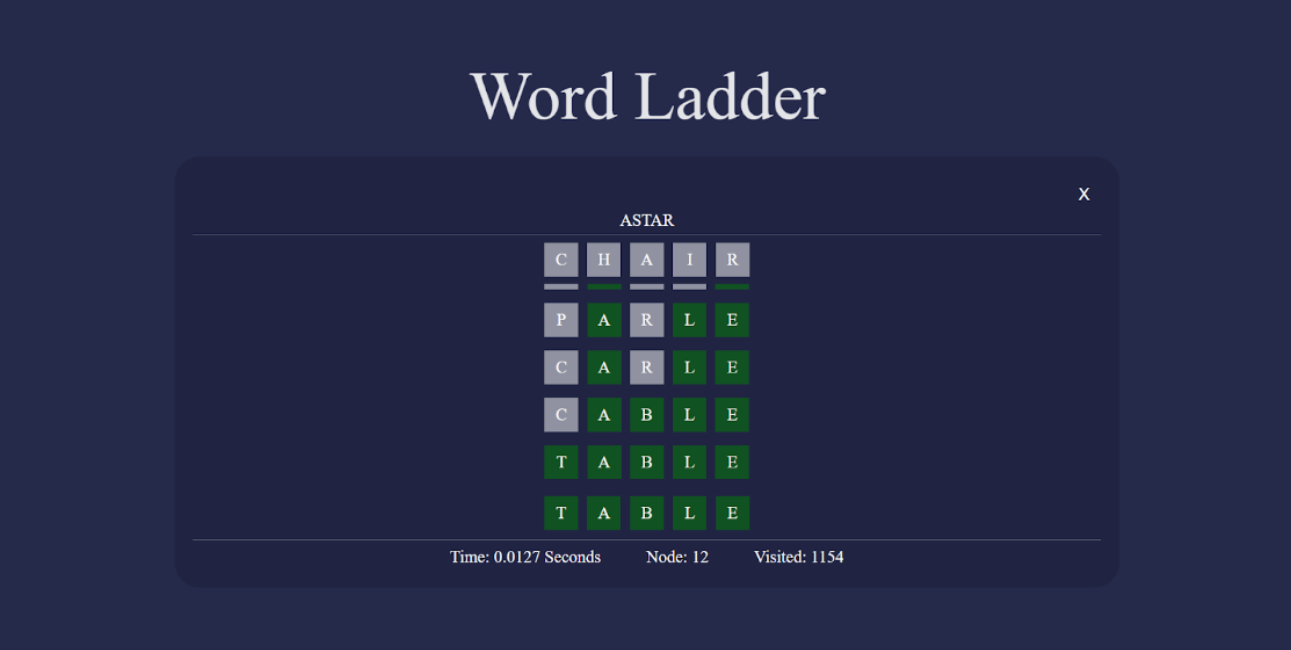 Word Ladder
X
ASTAR
C H A I R
P A R L E
C A R L E
C A B L E
T A B L E
T A B L E
Time: 0.0127 Seconds Node: 12 Visited: 1154